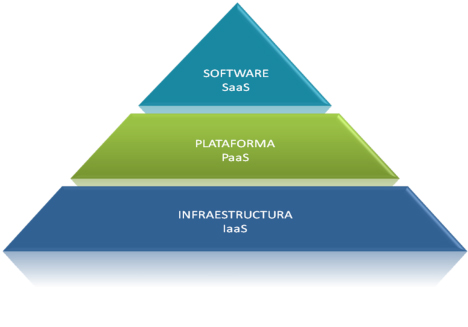 SOFTWARE
SaaS
PLATAFORMA
PaaS
INFRAESTRUCTURA
IaaS